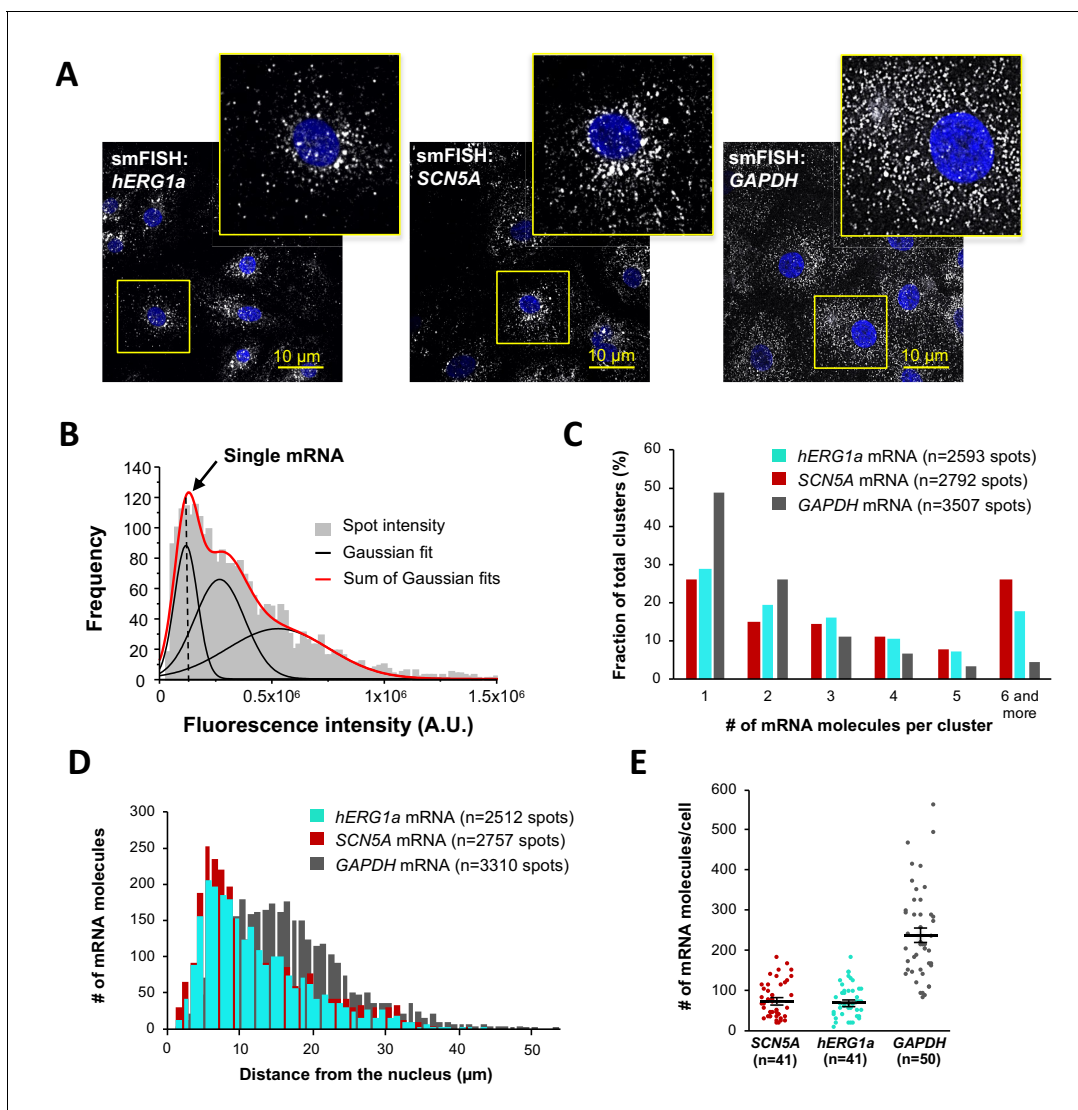 A
smFISH:
hERG1a
smFISH:
SCN5A
smFISH:
GAPDH
10 µm
10 µm
10 µm
B
Single mRNA
140
120
100
80
60
40
20
0
Frequency
Spot intensity
Gaussian fit
Sum of Gaussian fits
0
0.5x10⁶
1x10⁶
1.5x10⁶
Fluorescence intensity (A.U.)
C
60
50
40
30
20
10
0
Fraction of total clusters (%)
hERG1a mRNA (n=2593 spots)
SCN5A mRNA (n=2792 spots)
GAPDH mRNA (n=3507 spots)
1
2
3
4
5
6 and
more
# of mRNA molecules per cluster
D
300
250
200
150
100
50
0
# of mRNA molecules
hERG1a mRNA (n=2512 spots)
SCN5A mRNA (n=2757 spots)
GAPDH mRNA (n=3310 spots)
0
10
20
30
40
50
Distance from the nucleus (µm)
E
600
500
400
300
200
100
0
# of mRNA molecules/cell
SCN5A
(n=41)
hERG1a
(n=41)
GAPDH
(n=50)